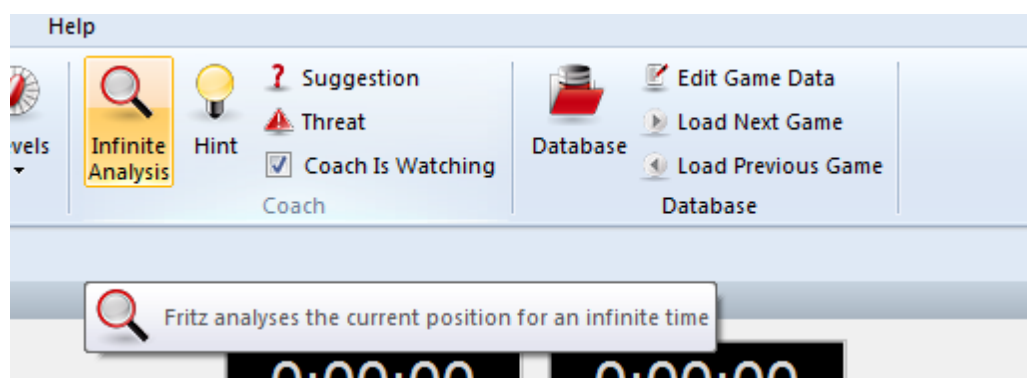 Help
vels
Infinite
Analysis
Hint
Suggestion
Threat
Coach Is Watching
Coach
Database
Edit Game Data
Load Next Game
Load Previous Game
Database
Fritz analyses the current position for an infinite time
0:00:00
0:00:00